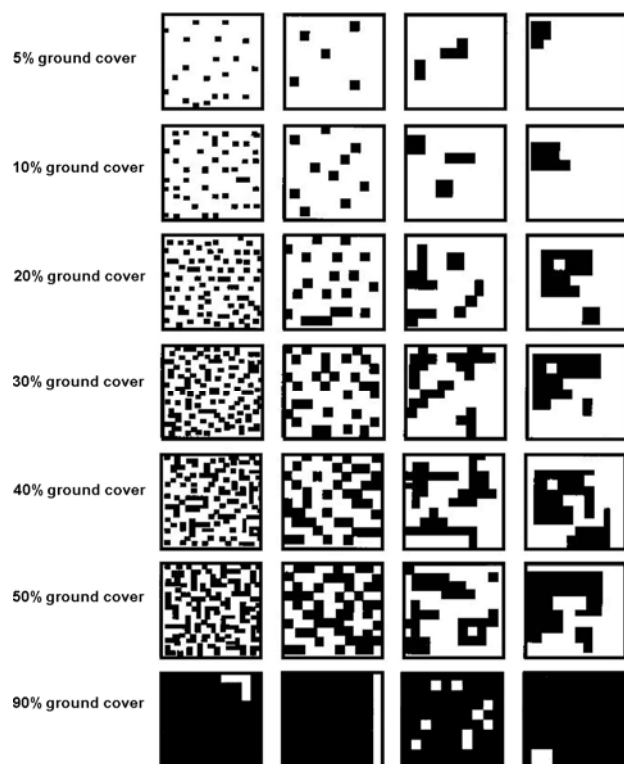 5% ground cover
10% ground cover
20% ground cover
30% ground cover
40% ground cover
50% ground cover
90% ground cover